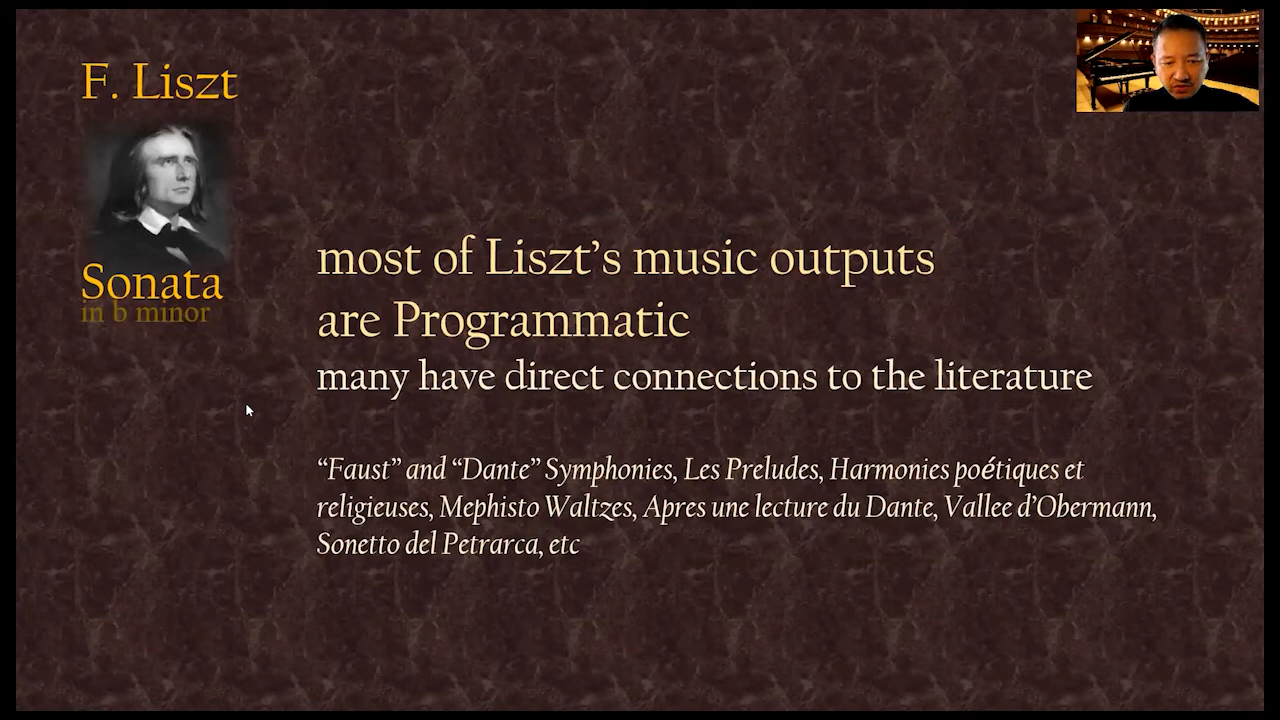 F. Liszt
Sonata
in b minor
most of Liszt’s music outputs
are Programmatic
many have direct connections to the literature
“Faust” and “Dante” Symphonies, Les Preludes, Harmonies poétiques et
religieuses, Mephisto Waltzes, Apres une lecture du Dante, Vallee d’Obermann,
Sonetto del Petrarca, etc